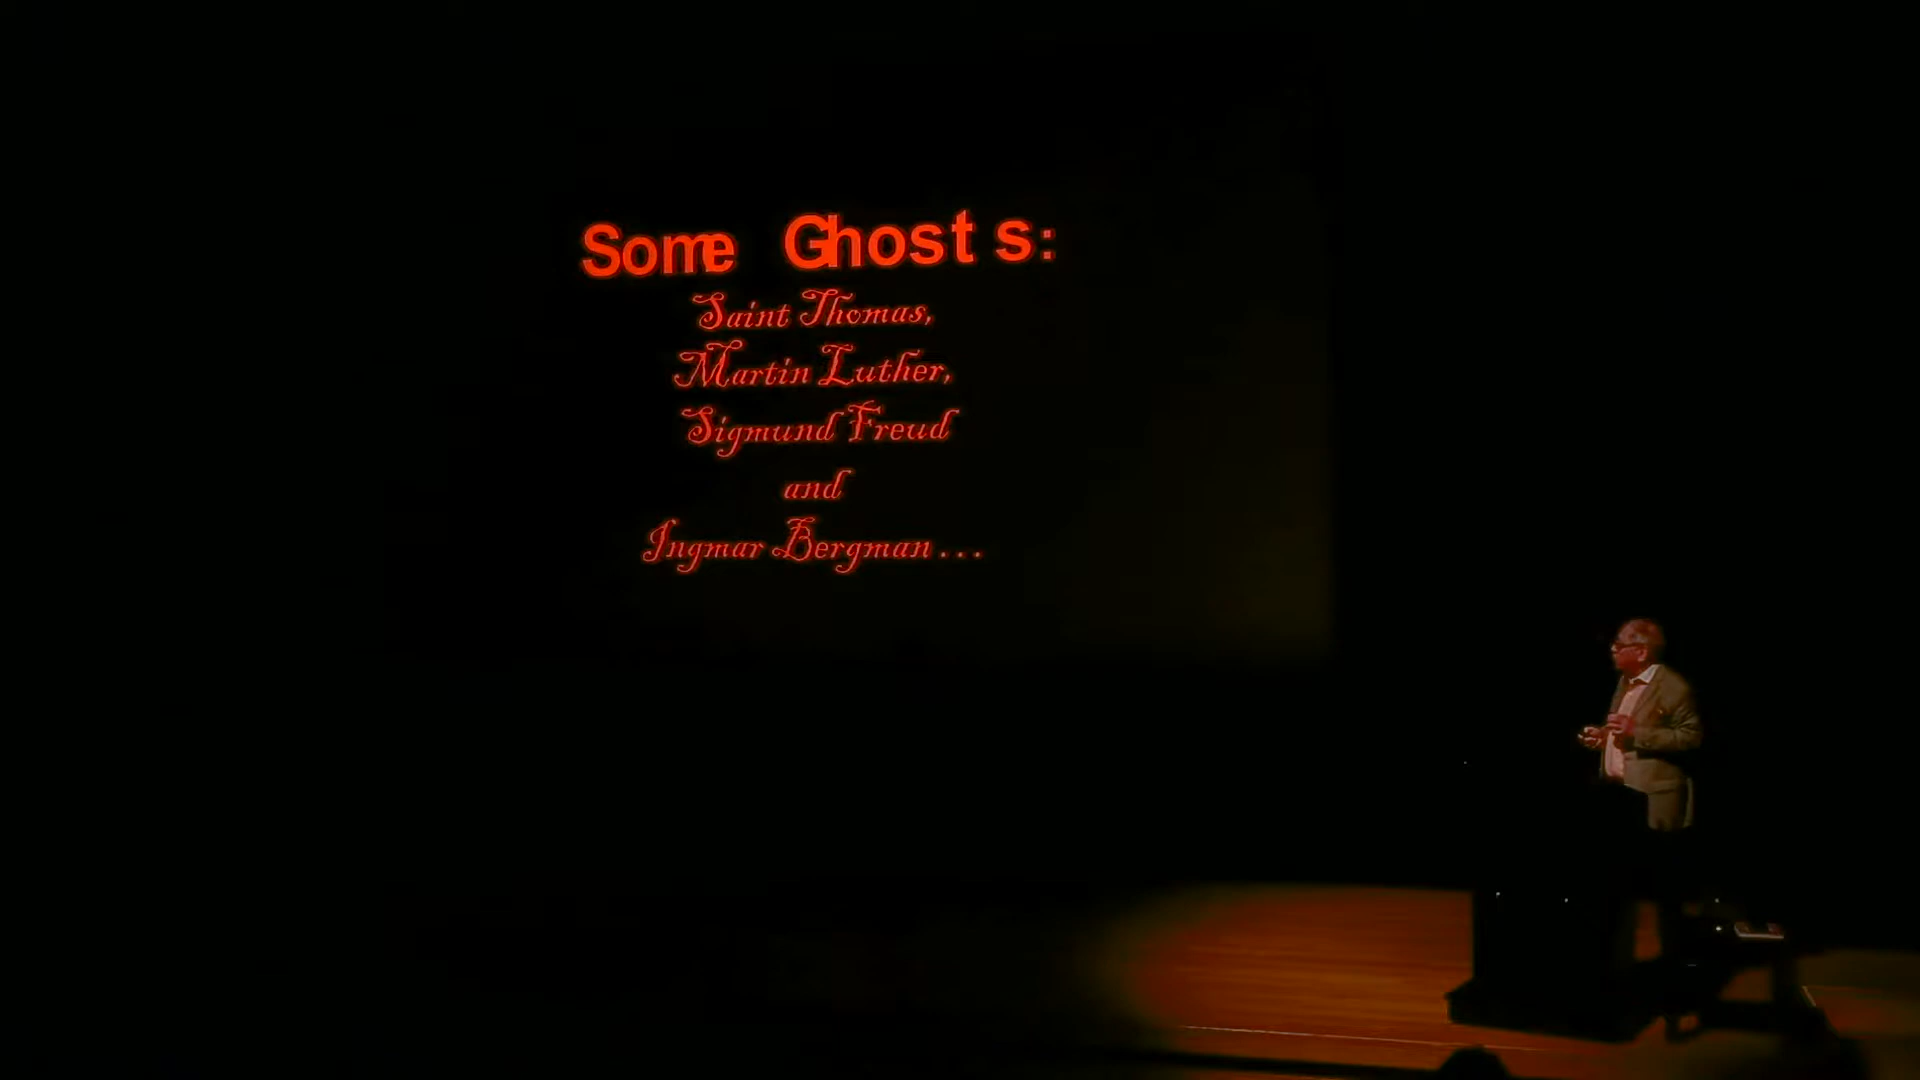 Some Ghosts:
Saint Thomas,
Martin Luther,
Sigmund Freud
and
Ingmar Bergman . . .